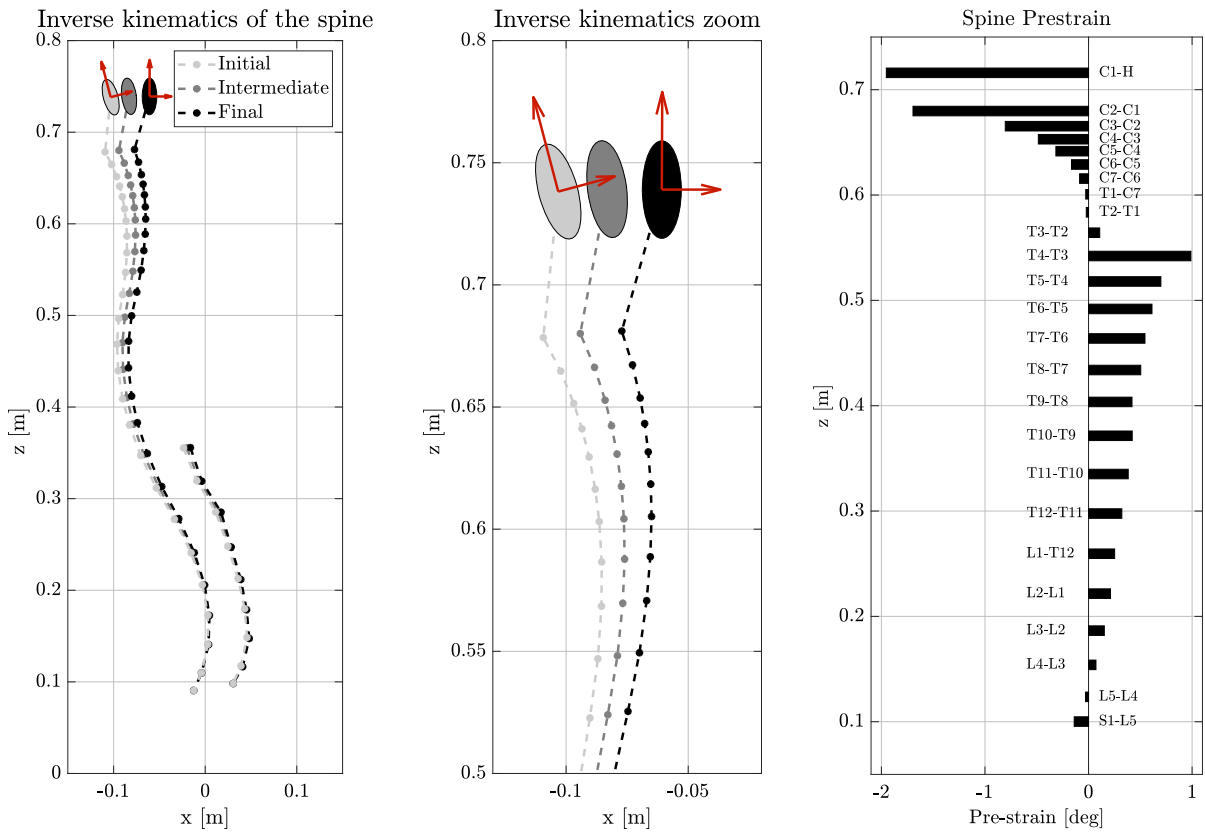 Inverse kinematics of the spine
0.8
0.7
0.6
0.5
0.4
0.3
0.2
0.1
0
z [m]
-0.1
0
0.1
x [m]
Initial
Intermediate
Final
Inverse kinematics zoom
0.8
0.75
0.7
0.65
0.6
0.55
0.5
z [m]
-0.1
-0.05
x [m]
Spine Prestrain
0.7
0.6
0.5
0.4
0.3
0.2
0.1
z [m]
C1-H
C2-C1
C3-C2
C4-C3
C5-C4
C6-C5
C7-C6
T1-C7
T2-T1
T3-T2
T4-T3
T5-T4
T6-T5
T7-T6
T8-T7
T9-T8
T10-T9
T11-T10
T12-T11
L1-T12
L2-L1
L3-L2
L4-L3
L5-L4
S1-L5
-2
-1
0
1
Pre-strain [deg]